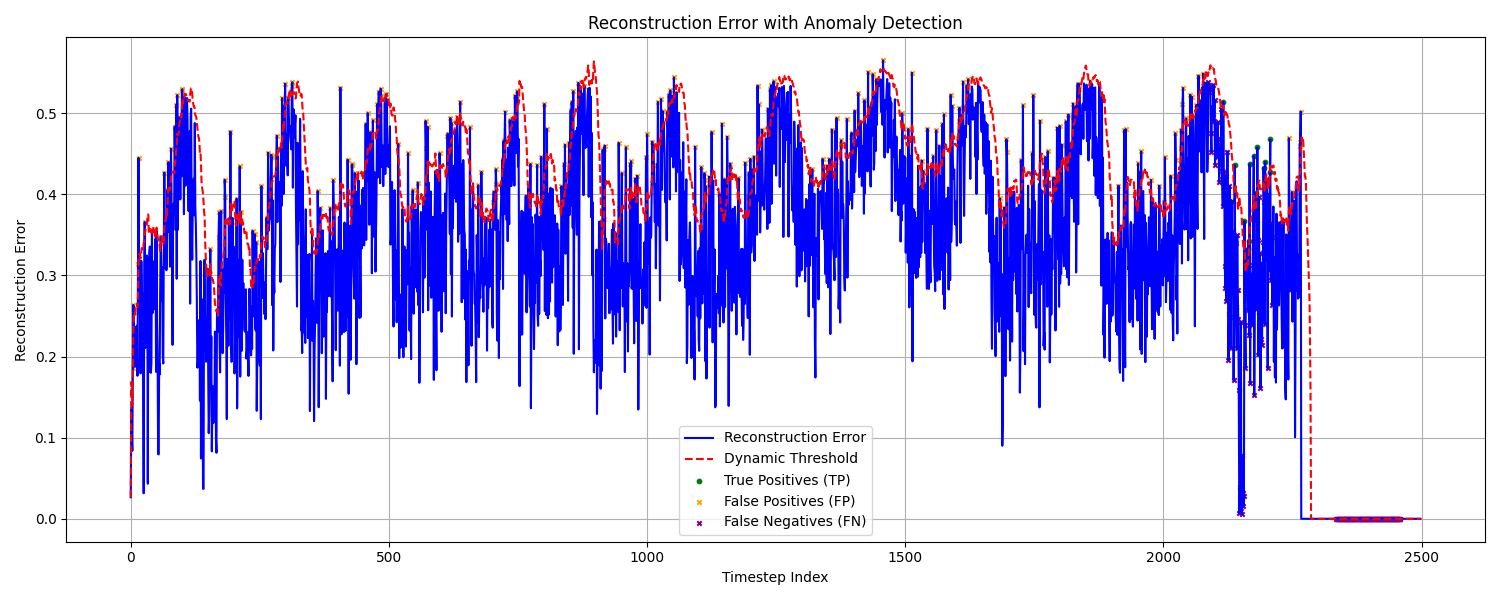 Reconstruction Error with Anomaly Detection
Reconstruction Error
0.5
0.4
0.3
0.2
0.1
0.0
Reconstruction Error
Dynamic Threshold
True Positives (TP)
False Positives (FP)
False Negatives (FN)
0 500 1000 1500 2000 2500
Timestep Index